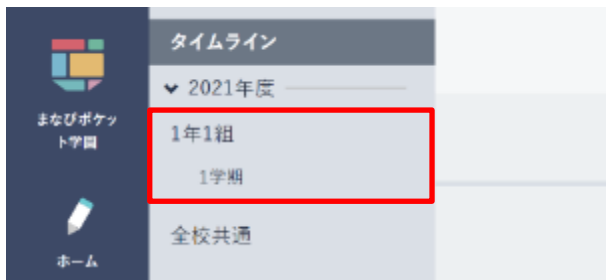 タイムライン
2021年度
まなびポケッ
ト学園
1年1組
1学期
全校共通
ホーム